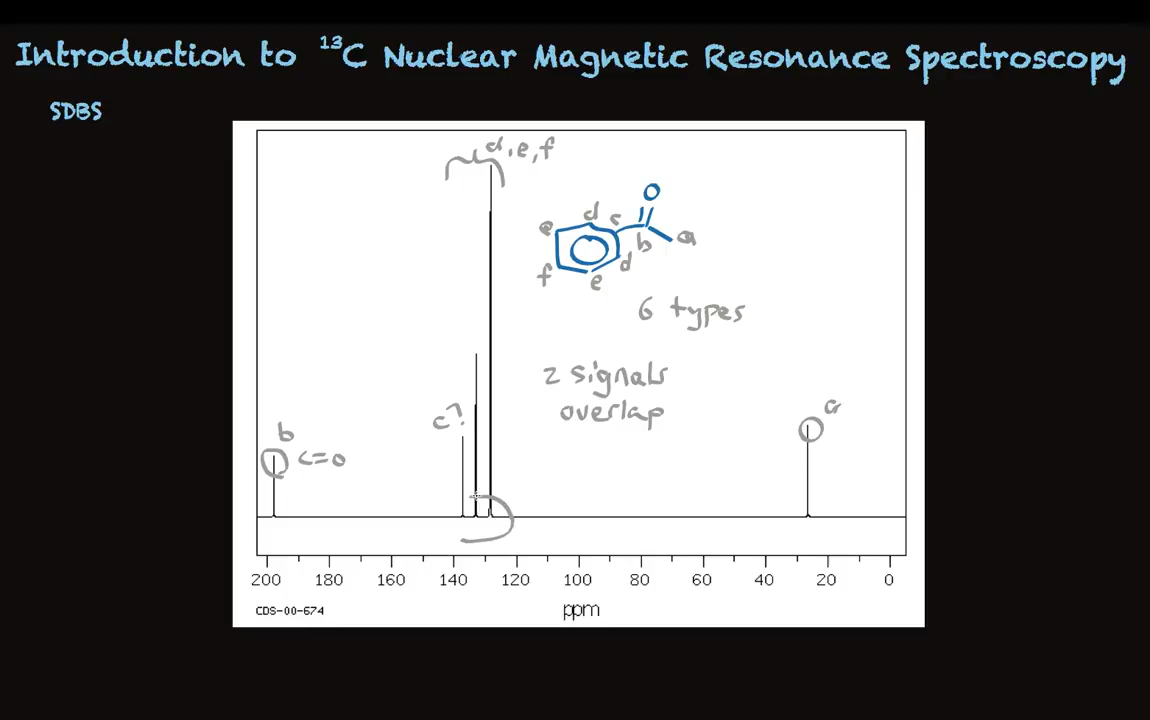 Introduction to ¹³C Nuclear Magnetic Resonance Spectroscopy
SDBS
d, e, f
O
e d c
b a
d
f e
6 types
2 signals
overlap
c?
a
b
c=o
200 180 160 140 120 100 80 60 40 20 0
CDS-00-674
ppm